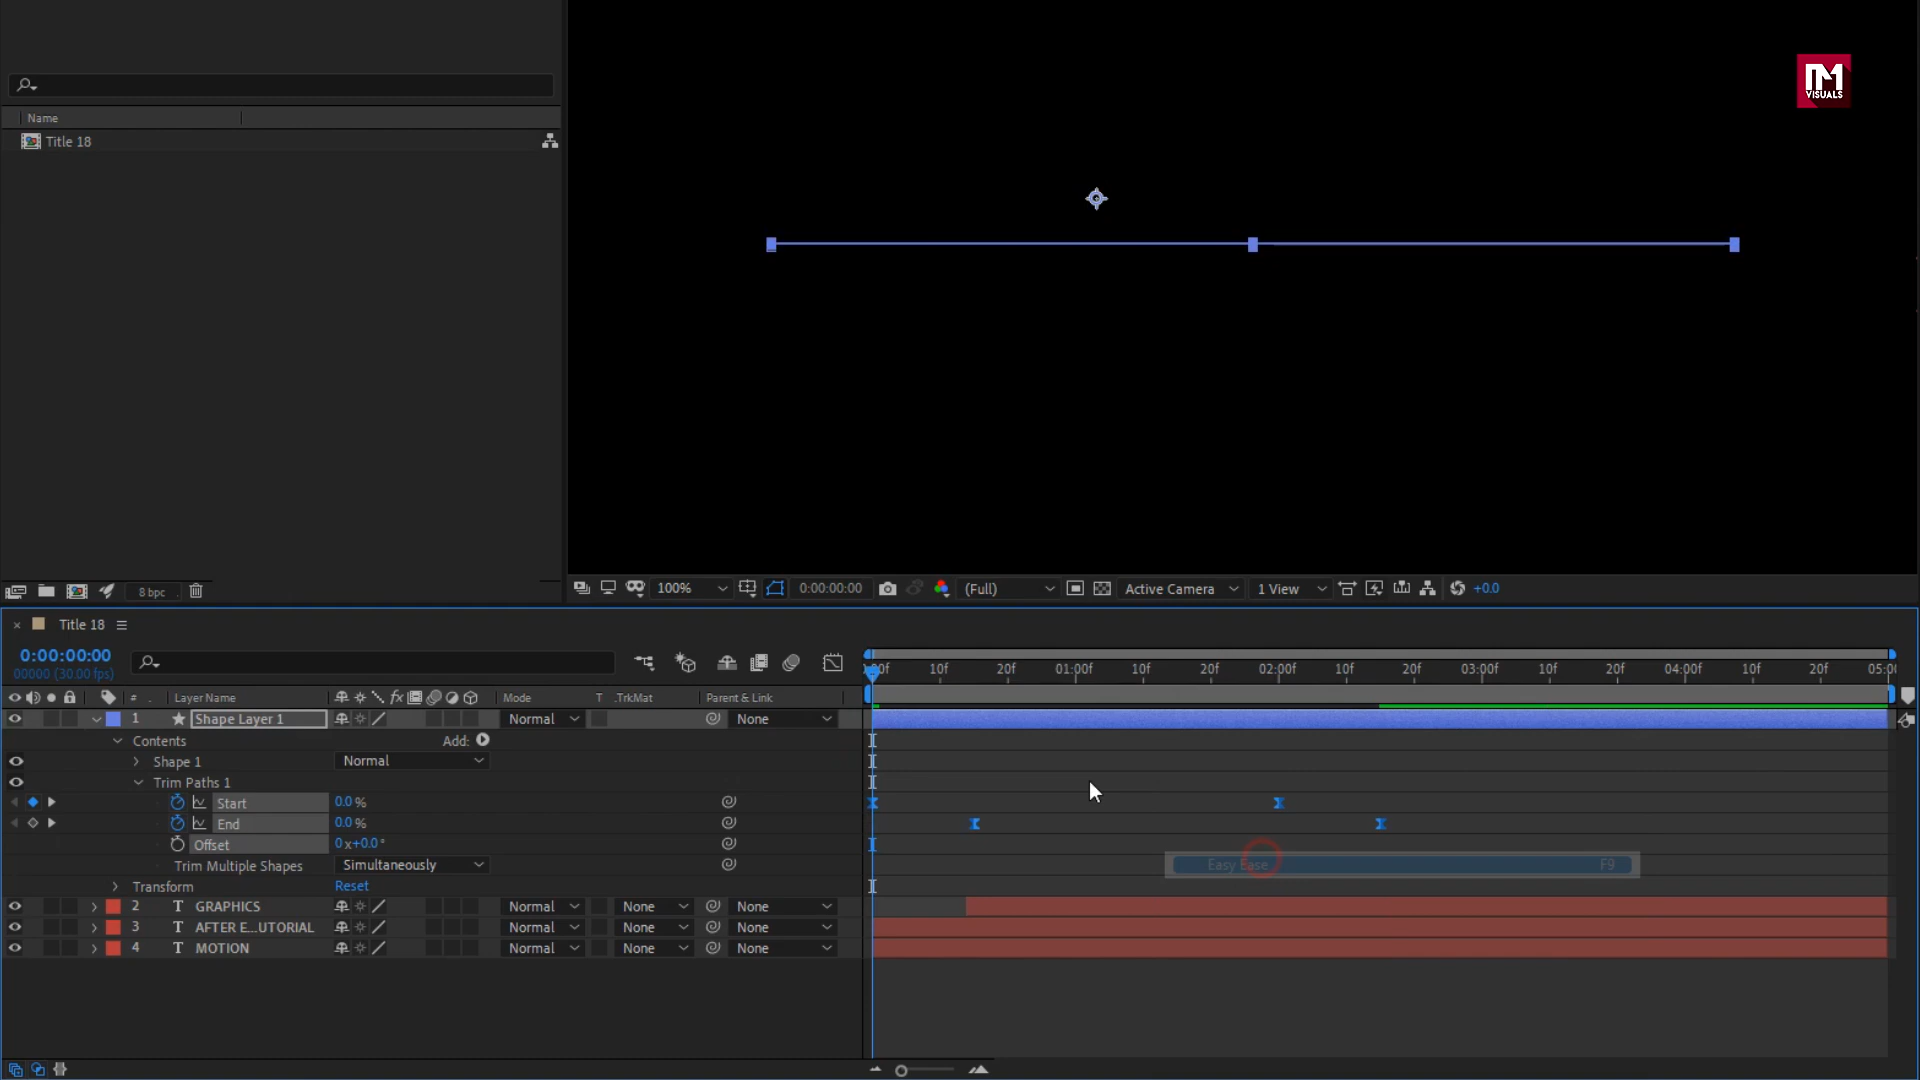 M
VISUALS
Name
Title 18
8 bpc
100%
0:00:00:00
(Full)
Active Camera
1 View
+0.0
Title 18
0:00:00:00
00000 (30.00 fps)
:00f 10f 20f 01:00f 10f 20f 02:00f 10f 20f 03:00f 10f 20f 04:00f 10f 20f 05:00
# Layer Name fx Mode T .TrkMat Parent & Link
1 Shape Layer 1 Normal None
Contents Add:
Shape 1 Normal
Trim Paths 1
Start 0.0 %
End 0.0 %
Offset 0x+0.0°
Trim Multiple Shapes Simultaneously
Easy Ease F9
Transform Reset
2 T GRAPHICS Normal None None
3 T AFTER E...UTORIAL Normal None None
4 T MOTION Normal None None